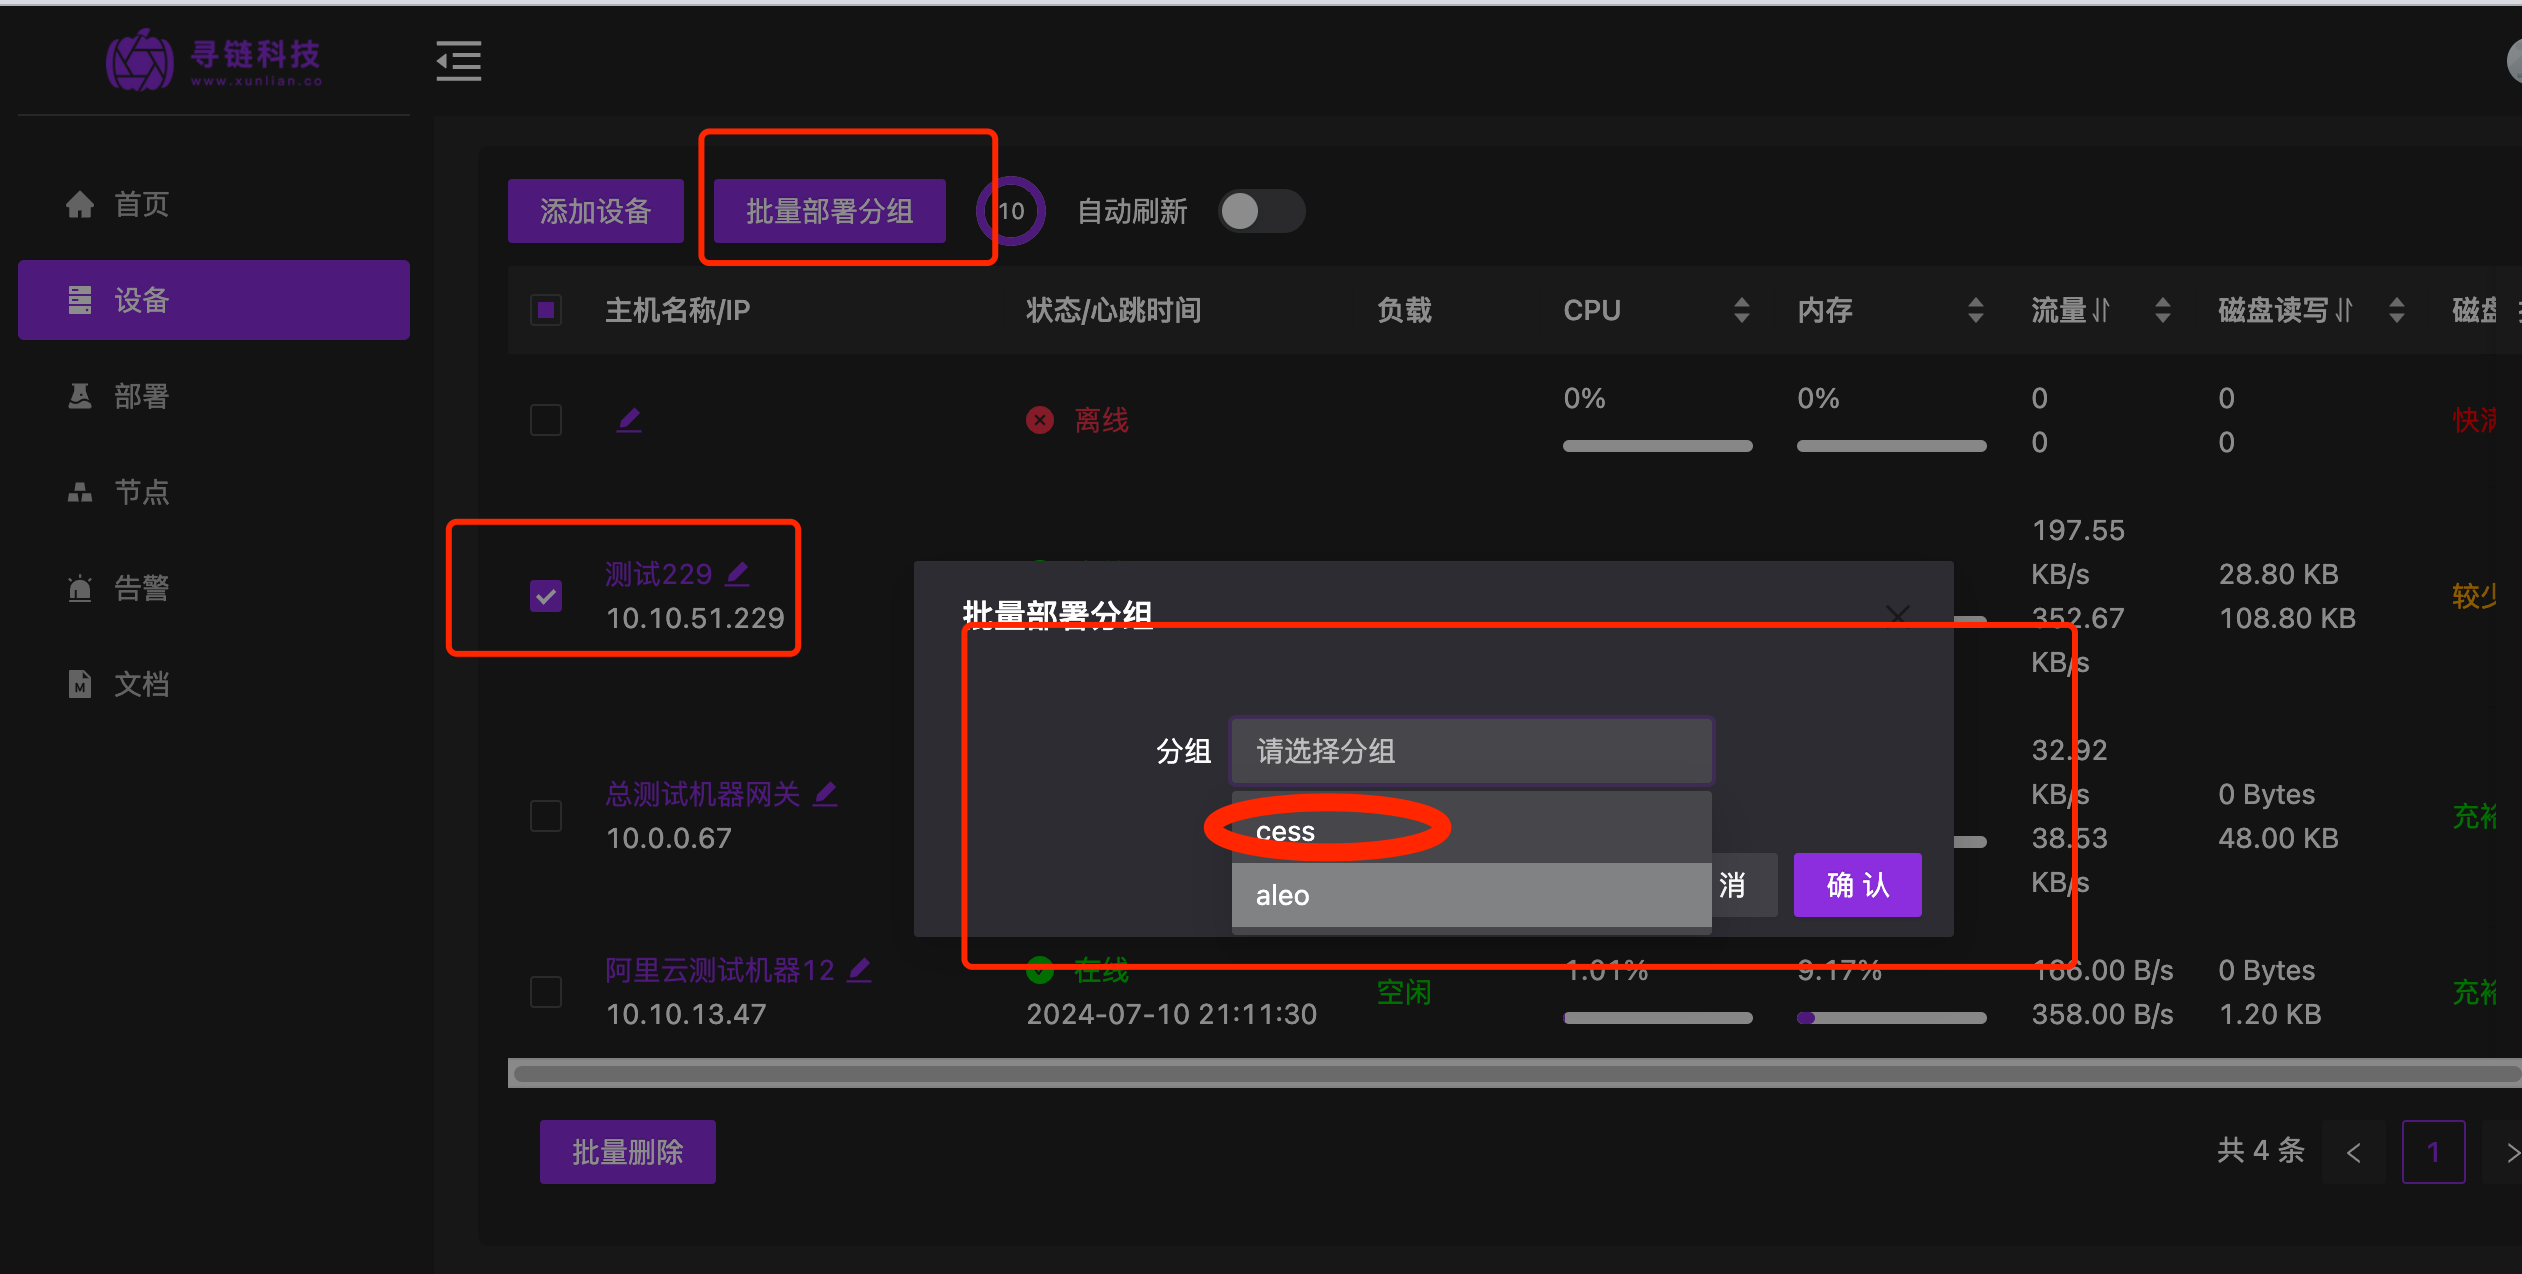 寻链科技
www.xunlian.co
首页
设备
部署
节点
告警
文档
添加设备
批量部署分组
10
自动刷新
主机名称/IP
状态/心跳时间
负载
CPU
内存
流量
磁盘读写
磁盘
离线
0%
0%
0
0
0
0
快满
测试229
10.10.51.229
197.55
KB/s
352.67
KB/s
28.80 KB
108.80 KB
较少
批量部署分组
分组
请选择分组
cess
aleo
消
确认
总测试机器网关
10.0.0.67
32.92
KB/s
38.53
KB/s
0 Bytes
48.00 KB
充裕
阿里云测试机器12
10.10.13.47
在线
2024-07-10 21:11:30
空闲
1.01%
9.17%
166.00 B/s
358.00 B/s
0 Bytes
1.20 KB
充裕
批量删除
共 4 条
<
1
>